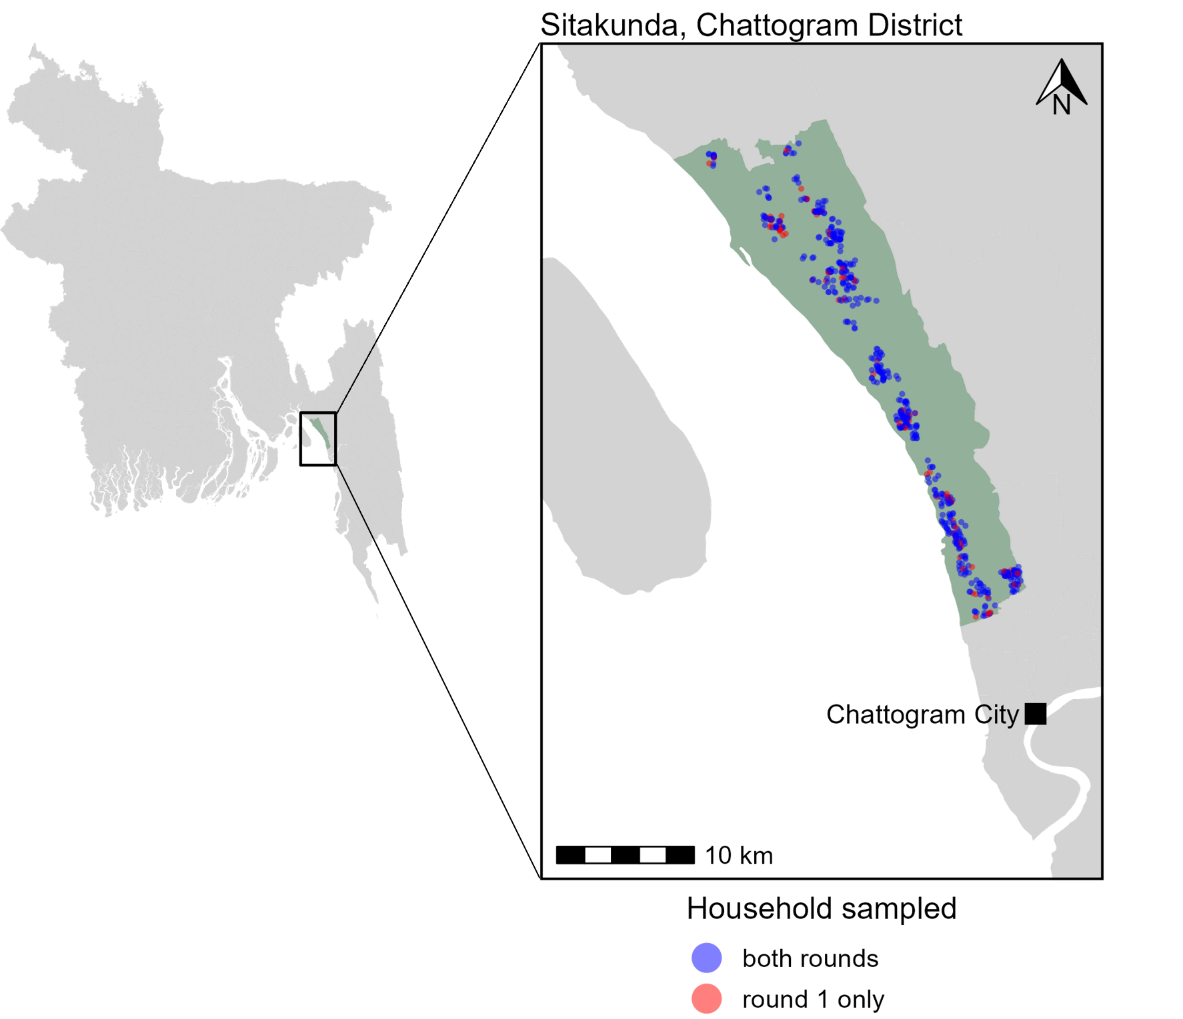 Sitakunda, Chattogram District
N
Chattogram City
10 km
Household sampled
both rounds
round 1 only